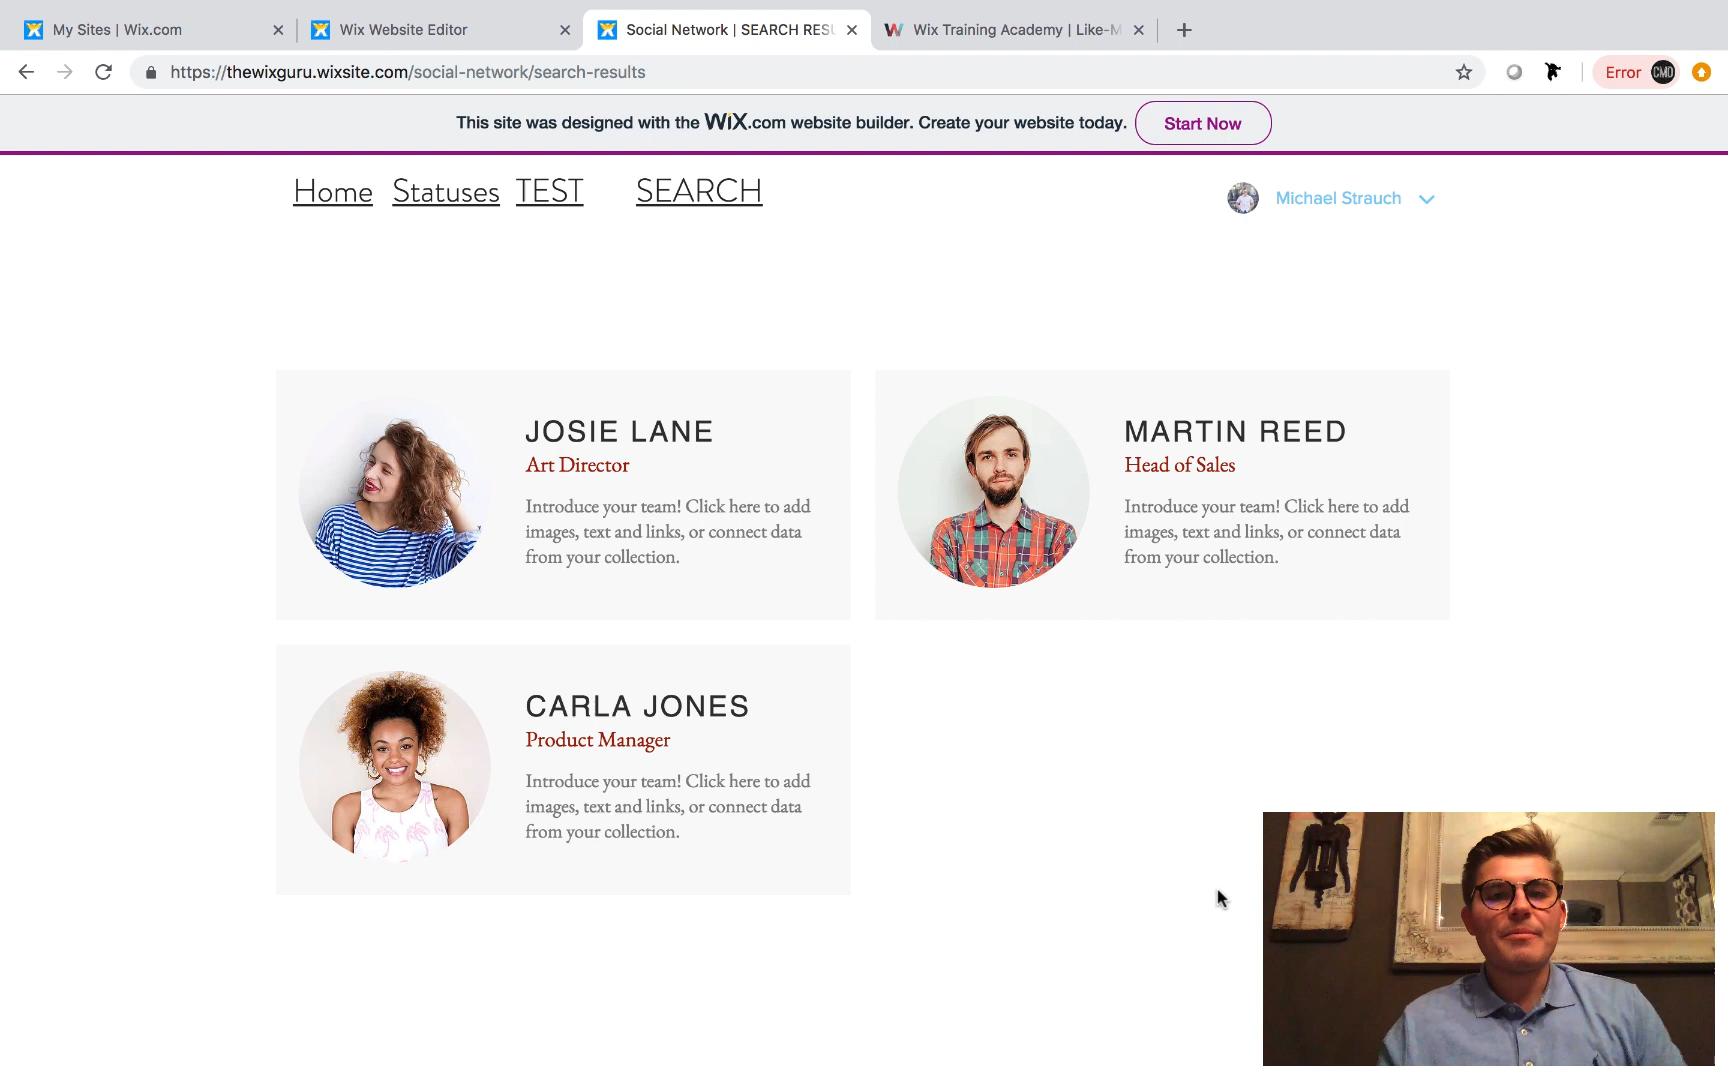 My Sites | Wix.com
Wix Website Editor
Social Network | SEARCH RESU
Wix Training Academy | Like-M
https://thewixguru.wixsite.com/social-network/search-results
Error
CMD
This site was designed with the WiX.com website builder. Create your website today.
Start Now
Home Statuses TEST SEARCH
Michael Strauch
JOSIE LANE
Art Director
Introduce your team! Click here to add
images, text and links, or connect data
from your collection.
MARTIN REED
Head of Sales
Introduce your team! Click here to add
images, text and links, or connect data
from your collection.
CARLA JONES
Product Manager
Introduce your team! Click here to add
images, text and links, or connect data
from your collection.